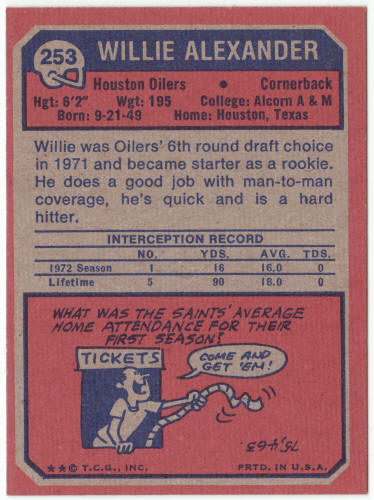 253 WILLIE ALEXANDER
Houston Oilers • Cornerback
Hgt: 6'2" Wgt: 195 College: Alcorn A & M
Born: 9-21-49 Home: Houston, Texas
Willie was Oilers' 6th round draft choice
in 1971 and became starter as a rookie.
He does a good job with man-to-man
coverage, he's quick and is a hard
hitter.
INTERCEPTION RECORD
NO. YDS. AVG. TDS.
1972 Season 1 16 16.0 0
Lifetime 5 90 18.0 0
WHAT WAS THE SAINTS' AVERAGE
HOME ATTENDANCE FOR THEIR
FIRST SEASON?
TICKETS
COME AND
GET 'EM!
75,463
**© T.C.G., INC. PRTD. IN U.S.A.